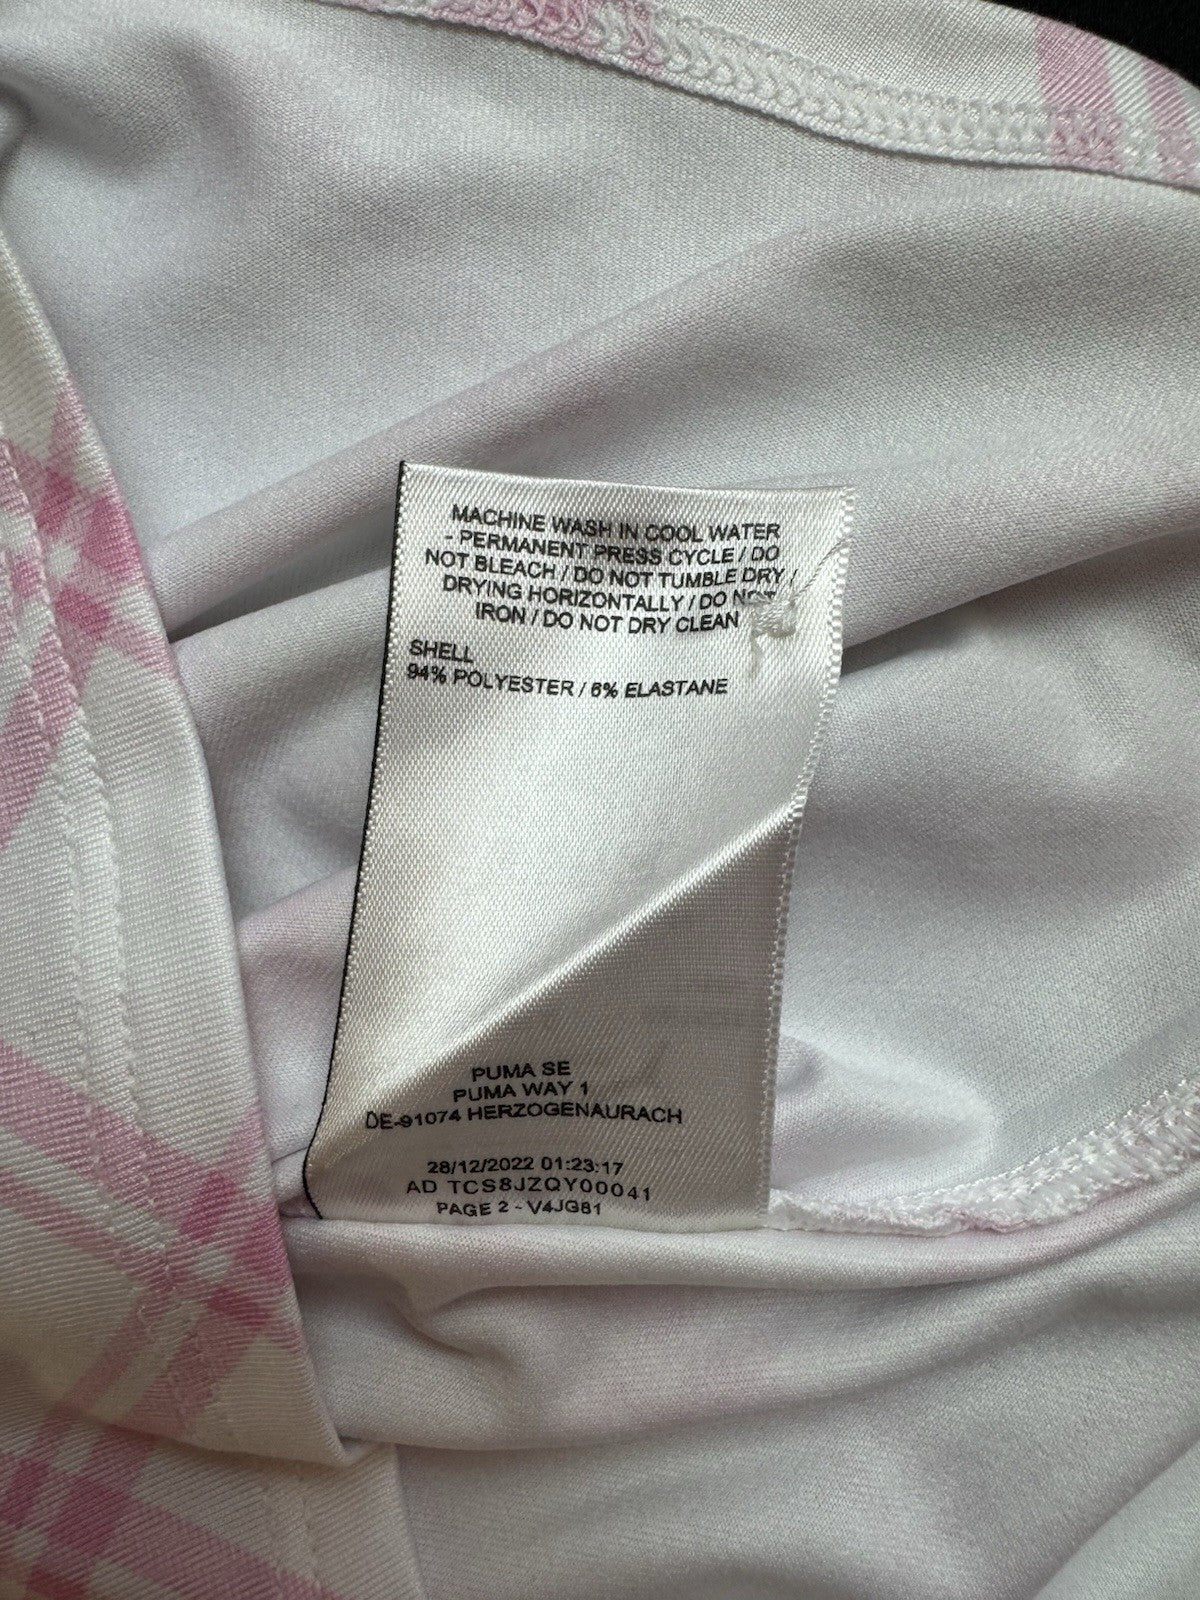 MACHINE WASH IN COOL WATER
- PERMANENT PRESS CYCLE / DO
NOT BLEACH / DO NOT TUMBLE DRY /
DRYING HORIZONTALLY / DO NOT
IRON / DO NOT DRY CLEAN
SHELL
94% POLYESTER / 6% ELASTANE
PUMA SE
PUMA WAY 1
DE-91074 HERZOGENAURACH
28/12/2022 01:23:17
AD TCS8JZQY00041
PAGE 2 - V4JG81